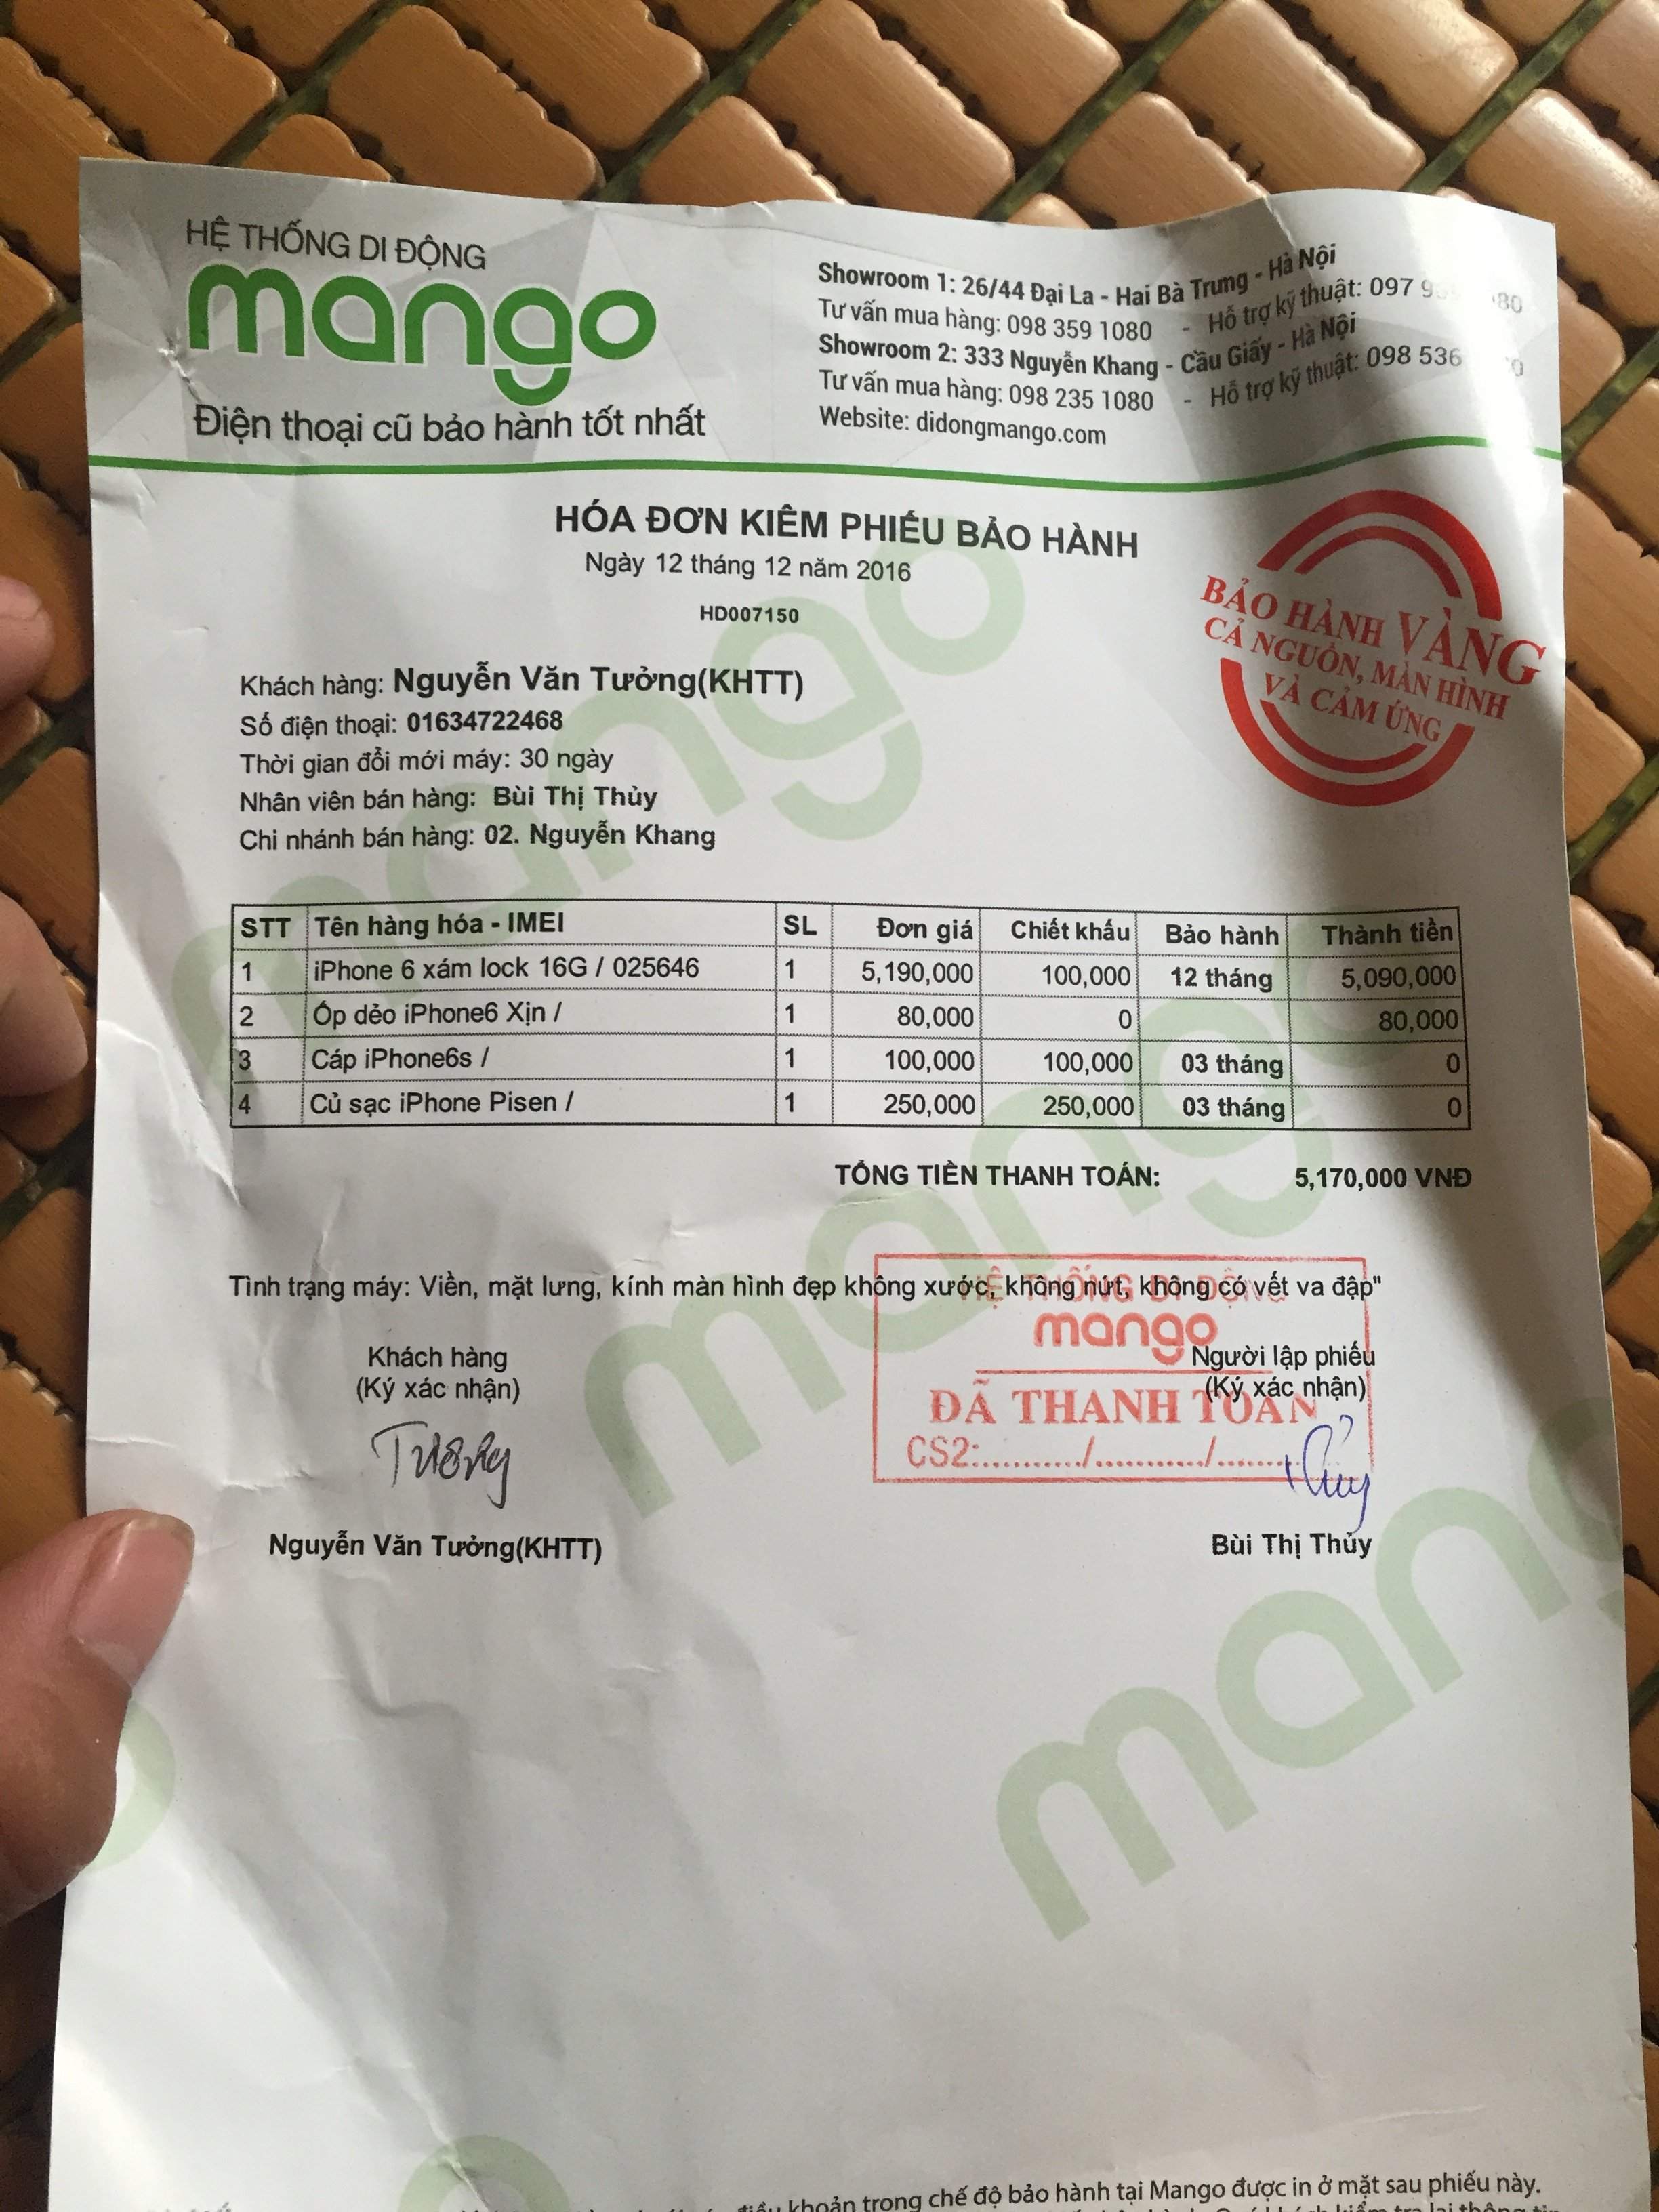 HỆ THỐNG DI ĐỘNG
mango
Điện thoại cũ bảo hành tốt nhất
Showroom 1: 26/44 Đại La - Hai Bà Trưng - Hà Nội
Tư vấn mua hàng: 098 359 1080 - Hỗ trợ kỹ thuật: 097
Showroom 2: 333 Nguyễn Khang - Cầu Giấy - Hà Nội
Tư vấn mua hàng: 098 235 1080 - Hỗ trợ kỹ thuật: 098 536
Website: didongmango.com
HÓA ĐƠN KIÊM PHIẾU BẢO HÀNH
Ngày 12 tháng 12 năm 2016
HD007150
BẢO HÀNH VÀNG
CẢ NGUỒN, MÀN HÌNH
VÀ CẢM ỨNG
Khách hàng: Nguyễn Văn Tưởng(KHTT)
Số điện thoại: 01634722468
Thời gian đổi mới máy: 30 ngày
Nhân viên bán hàng: Bùi Thị Thủy
Chi nhánh bán hàng: 02. Nguyễn Khang
STT Tên hàng hóa - IMEI SL Đơn giá Chiết khấu Bảo hành Thành tiền
1 iPhone 6 xám lock 16G / 025646 1 5,190,000 100,000 12 tháng 5,090,000
2 Ốp dẻo iPhone6 Xịn / 1 80,000 0 80,000
3 Cáp iPhone6s / 1 100,000 100,000 03 tháng 0
4 Củ sạc iPhone Pisen / 1 250,000 250,000 03 tháng 0
TỔNG TIỀN THANH TOÁN: 5,170,000 VNĐ
Tình trạng máy: Viền, mặt lưng, kính màn hình đẹp không xước, không nứt, không có vết va đập"
HỆ THỐNG DI ĐỘNG
mango
ĐÃ THANH TOÁN
CS2:........../.........../.........
Khách hàng
(Ký xác nhận)
Tưởng
Nguyễn Văn Tưởng(KHTT)
Người lập phiếu
(Ký xác nhận)
Thủy
Bùi Thị Thủy
khoản trong chế độ bảo hành tại Mango được in ở mặt sau phiếu này.